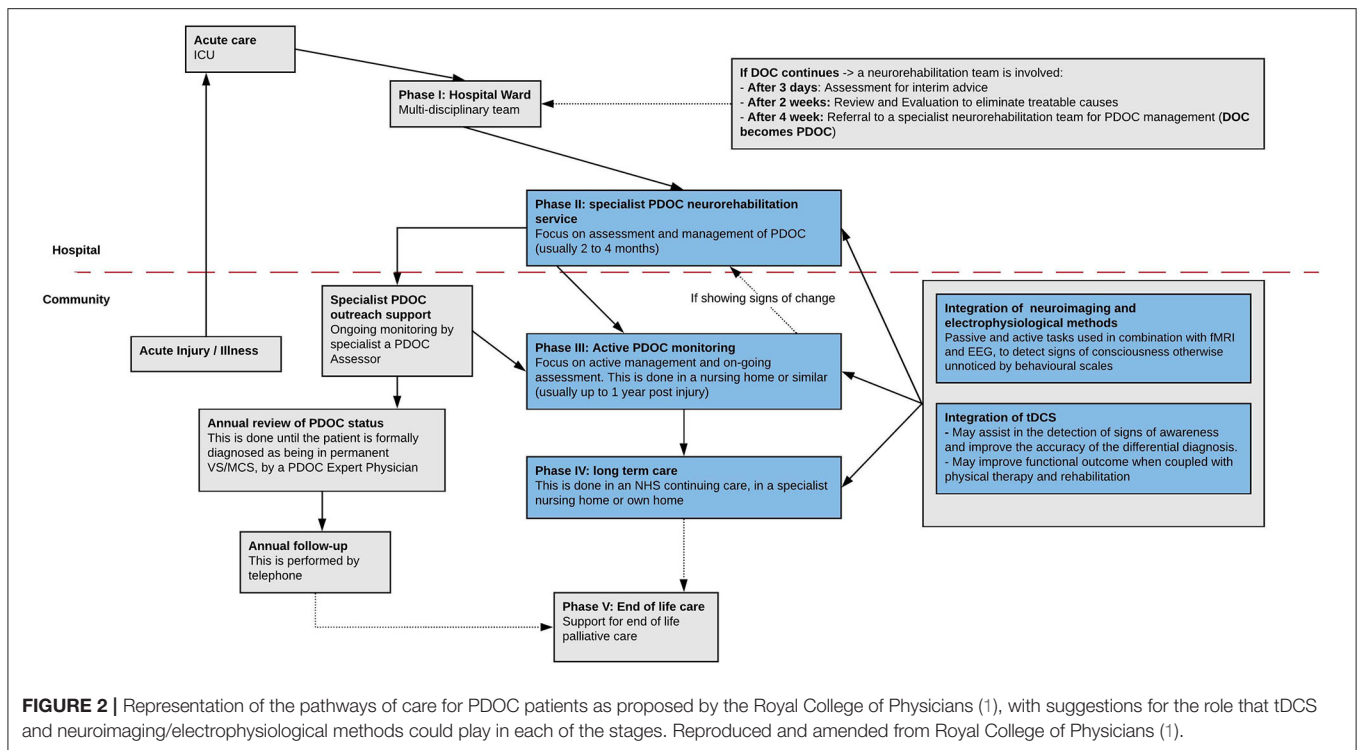 Acute care
ICU
Phase I: Hospital Ward
Multi-disciplinary team
If DOC continues -> a neurorehabilitation team is involved:
- After 3 days: Assessment for interim advice
- After 2 weeks: Review and Evaluation to eliminate treatable causes
- After 4 week: Referral to a specialist neurorehabilitation team for PDOC management (DOC
becomes PDOC)
Phase II: specialist PDOC neurorehabilitation
service
Focus on assessment and management of PDOC
(usually 2 to 4 months)
Hospital
Community
If showing signs of change
Specialist PDOC
outreach support
Ongoing monitoring by
specialist a PDOC
Assessor
Acute Injury / Illness
Phase III: Active PDOC monitoring
Focus on active management and on-going
assessment. This is done in a nursing home or similar
(usually up to 1 year post injury)
Integration of neuroimaging and
electrophysiological methods
Passive and active tasks used in combination with fMRI
and EEG, to detect signs of consciousness otherwise
unnoticed by behavioural scales
Integration of tDCS
- May assist in the detection of signs of awareness
and improve the accuracy of the differential diagnosis.
- May improve functional outcome when coupled with
physical therapy and rehabilitation
Annual review of PDOC status
This is done until the patient is formally
diagnosed as being in permanent
VS/MCS, by a PDOC Expert Physician
Phase IV: long term care
This is done in an NHS continuing care, in a specialist
nursing home or own home
Annual follow-up
This is performed by
telephone
Phase V: End of life care
Support for end of life
palliative care
FIGURE 2 | Representation of the pathways of care for PDOC patients as proposed by the Royal College of Physicians (1), with suggestions for the role that tDCS
and neuroimaging/electrophysiological methods could play in each of the stages. Reproduced and amended from Royal College of Physicians (1).